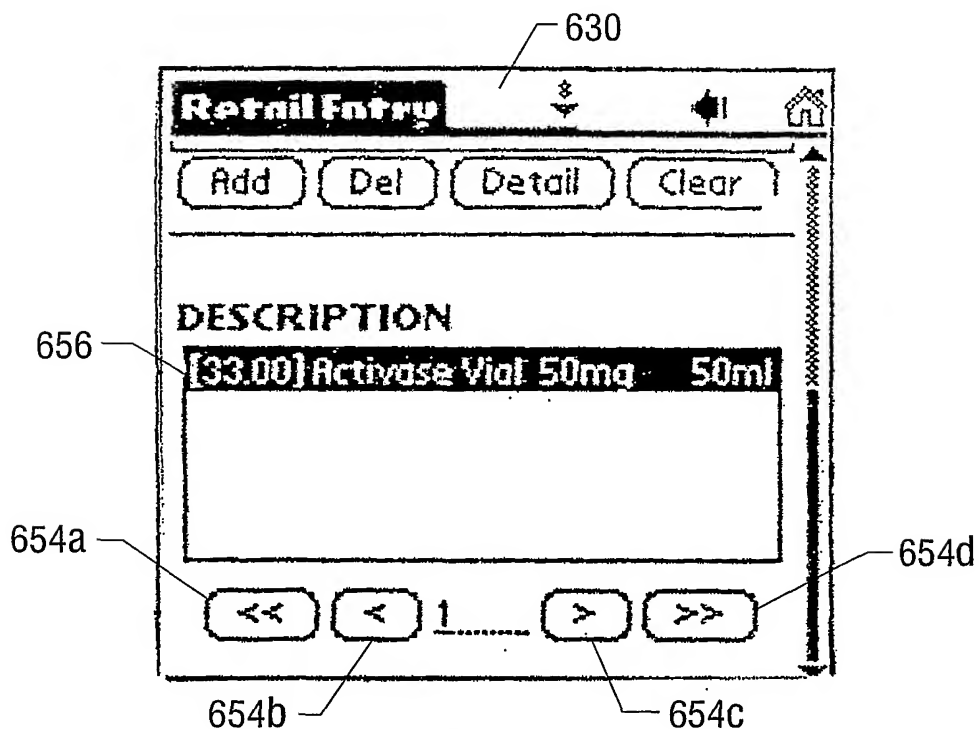 630
Retail Entry
Add Del Detail Clear
DESCRIPTION
656
[33.00] Activase Vial 50mg 50ml
654a
654d
<< < 1 > >>
654b
654c